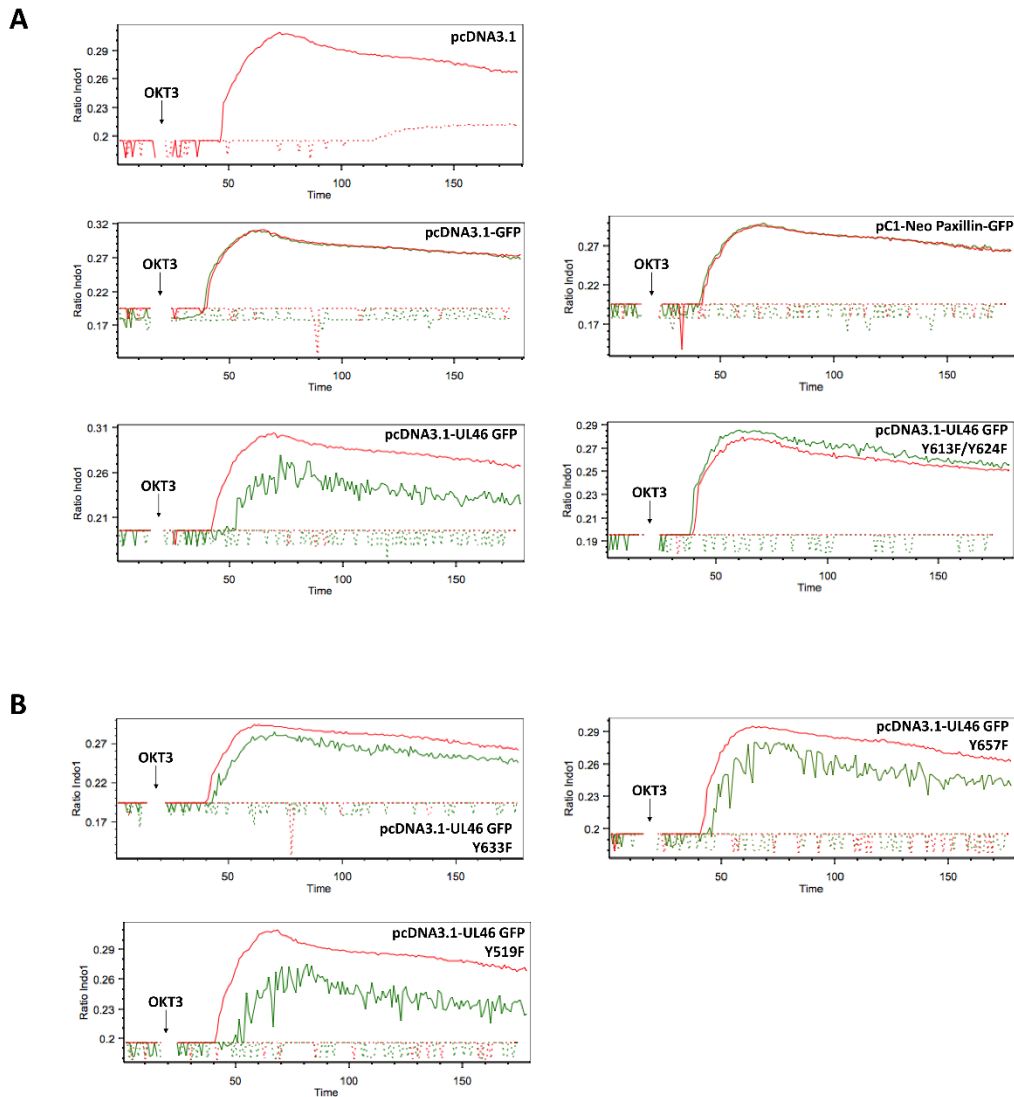 A
pcDNA3.1
OKT3
Ratio Indo1
0.29
0.26
0.23
0.2
50
100
150
Time
pcDNA3.1-GFP
OKT3
Ratio Indo1
0.32
0.27
0.22
0.17
50
100
150
Time
pC1-Neo Paxillin-GFP
OKT3
Ratio Indo1
0.27
0.22
0.17
50
100
150
Time
pcDNA3.1-UL46 GFP
OKT3
Ratio Indo1
0.31
0.26
0.21
50
100
150
Time
pcDNA3.1-UL46 GFP
Y613F/Y624F
OKT3
Ratio Indo1
0.29
0.27
0.25
0.23
0.21
0.19
50
100
150
Time
B
OKT3
Ratio Indo1
0.27
0.22
0.17
pcDNA3.1-UL46 GFP
Y633F
50
100
150
Time
pcDNA3.1-UL46 GFP
Y657F
OKT3
Ratio Indo1
0.29
0.26
0.23
0.2
50
100
150
Time
pcDNA3.1-UL46 GFP
Y519F
OKT3
Ratio Indo1
0.29
0.26
0.23
0.2
50
100
150
Time